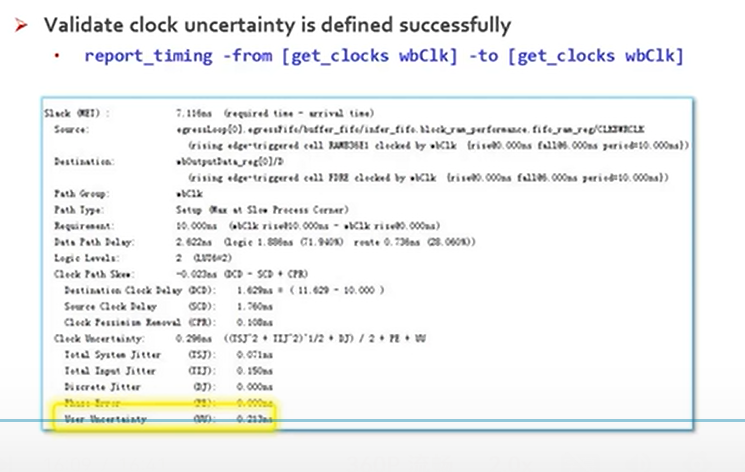 Validate clock uncertainty is defined successfully
report_timing -from [get_clocks wbClk] -to [get_clocks wbClk]
Slack (MET) : 7.116ns (required time - arrival time)
Source: egressLoop[0].egressFifo/buffer_fifo/infer_fifo.block_ram_performance.fifo_ram_reg/CLKBWRCLK
(rising edge-triggered cell RAMB36E1 clocked by wbClk {rise@0.000ns fall@5.000ns period=10.000ns})
Destination: wbOutputData_reg[0]/D
(rising edge-triggered cell FDRE clocked by wbClk {rise@0.000ns fall@5.000ns period=10.000ns})
Path Group: wbClk
Path Type: Setup (Max at Slow Process Corner)
Requirement: 10.000ns (wbClk rise@10.000ns - wbClk rise@0.000ns)
Data Path Delay: 2.622ns (logic 1.886ns (71.940%) route 0.736ns (28.060%))
Logic Levels: 2 (LUT6=2)
Clock Path Skew: -0.023ns (DCD - SCD + CPR)
Destination Clock Delay (DCD): 1.629ns = ( 11.629 - 10.000 )
Source Clock Delay (SCD): 1.760ns
Clock Pessimism Removal (CPR): 0.108ns
Clock Uncertainty: 0.296ns ((TSJ^2 + TIJ^2)^1/2 + DJ) / 2 + PE + UU
Total System Jitter (TSJ): 0.071ns
Total Input Jitter (TIJ): 0.150ns
Discrete Jitter (DJ): 0.000ns
Phase Error (PE): 0.000ns
User Uncertainty (UU): 0.213ns